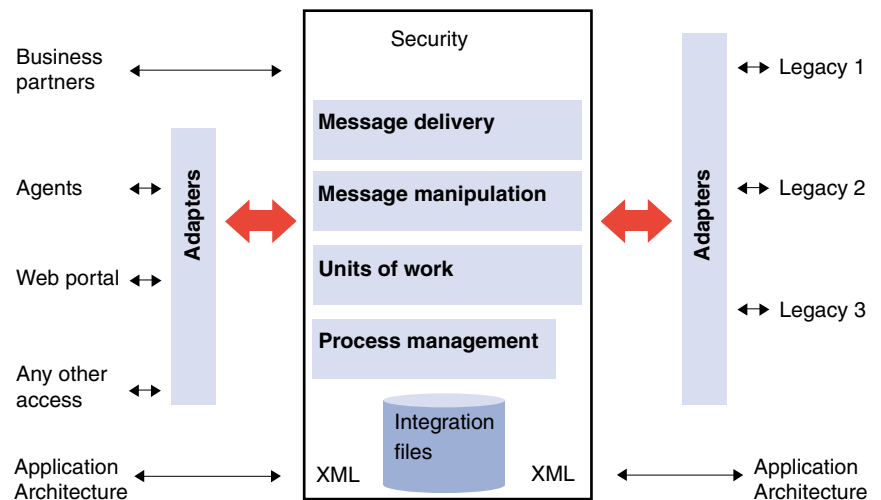 Security
Business
partners
Agents
Web portal
Any other
access
Application
Architecture
Adapters
Message delivery
Message manipulation
Units of work
Process management
Integration
files
XML
XML
Adapters
Legacy 1
Legacy 2
Legacy 3
Application
Architecture